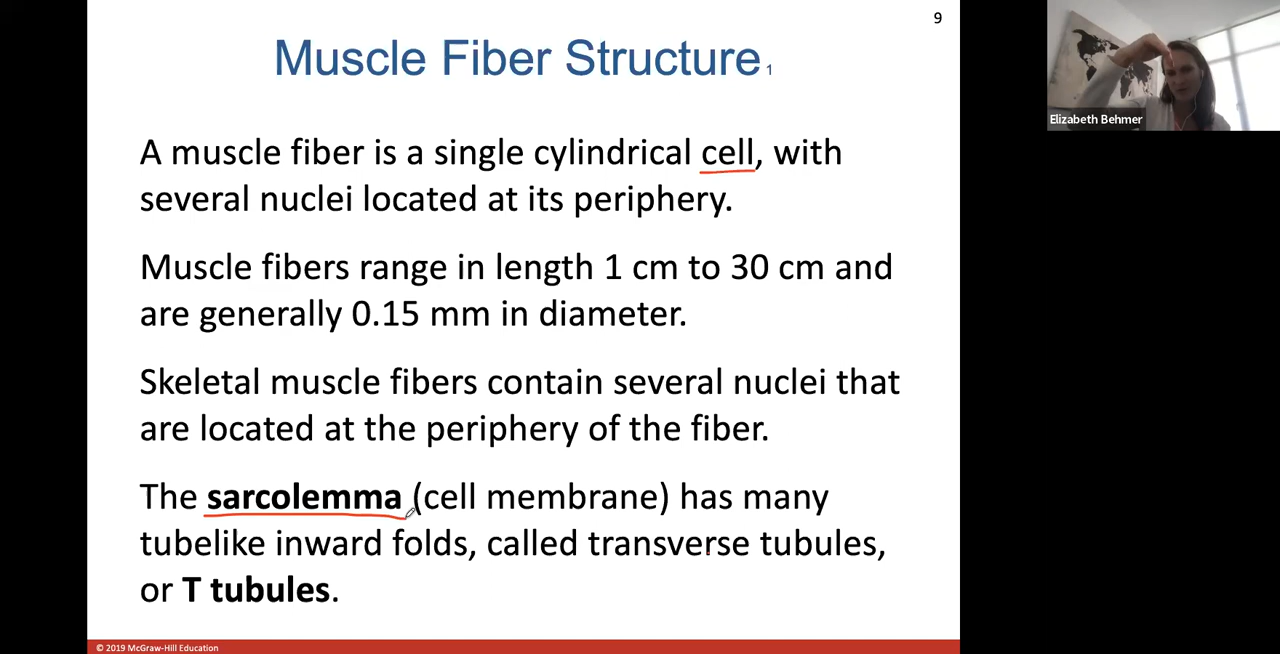 9
Muscle Fiber Structure 1
A muscle fiber is a single cylindrical cell, with
several nuclei located at its periphery.
Muscle fibers range in length 1 cm to 30 cm and
are generally 0.15 mm in diameter.
Skeletal muscle fibers contain several nuclei that
are located at the periphery of the fiber.
The sarcolemma (cell membrane) has many
tubelike inward folds, called transverse tubules,
or T tubules.
© 2019 McGraw-Hill Education
Elizabeth Behmer